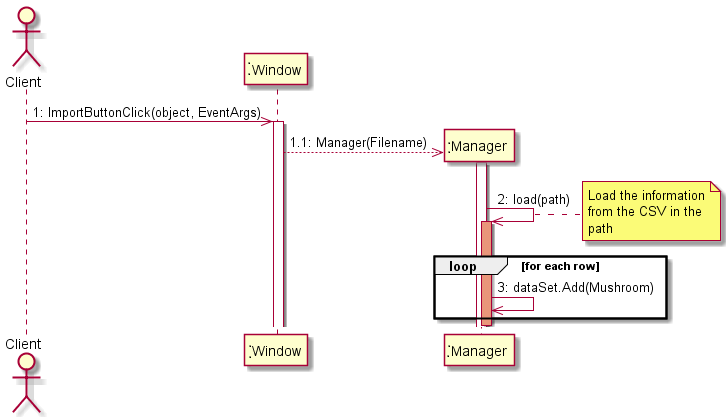 Client
:Window
1: ImportButtonClick(object, EventArgs)
1.1: Manager(Filename)
:Manager
2: load(path)
Load the information
from the CSV in the
path
loop
[for each row]
3: dataSet.Add(Mushroom)
Client
:Window
:Manager